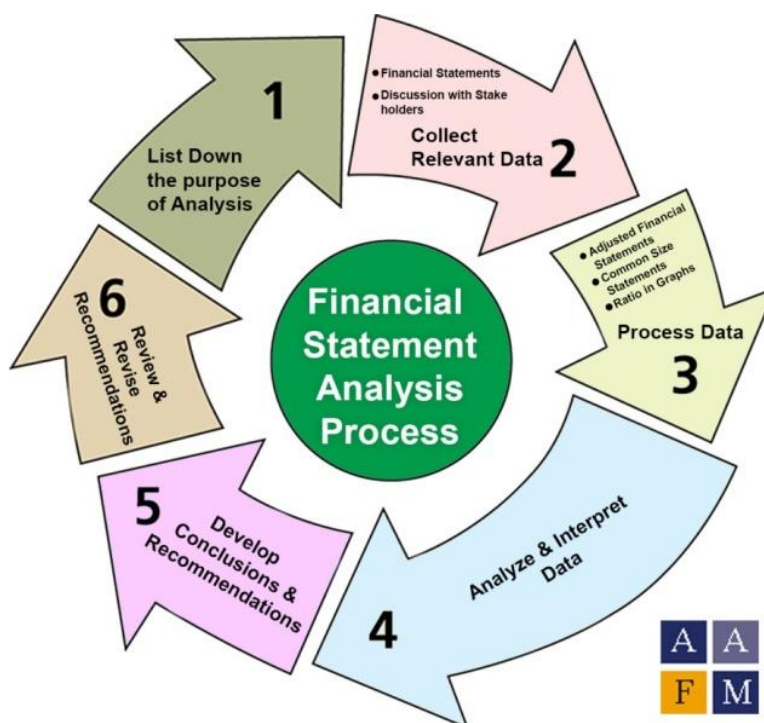 Financial
Statement
Analysis
Process
1
List Down
the purpose
of Analysis
• Financial Statements
• Discussion with Stake
holders
Collect
Relevant Data
2
• Adjusted Financial
Statements
• Common Size
Statements
• Ratio in Graphs
Process Data
3
Analyze & Interpret
Data
4
5
Develop
Conclusions &
Recommendations
6
Review &
Revise
Recommendations
A A
F M